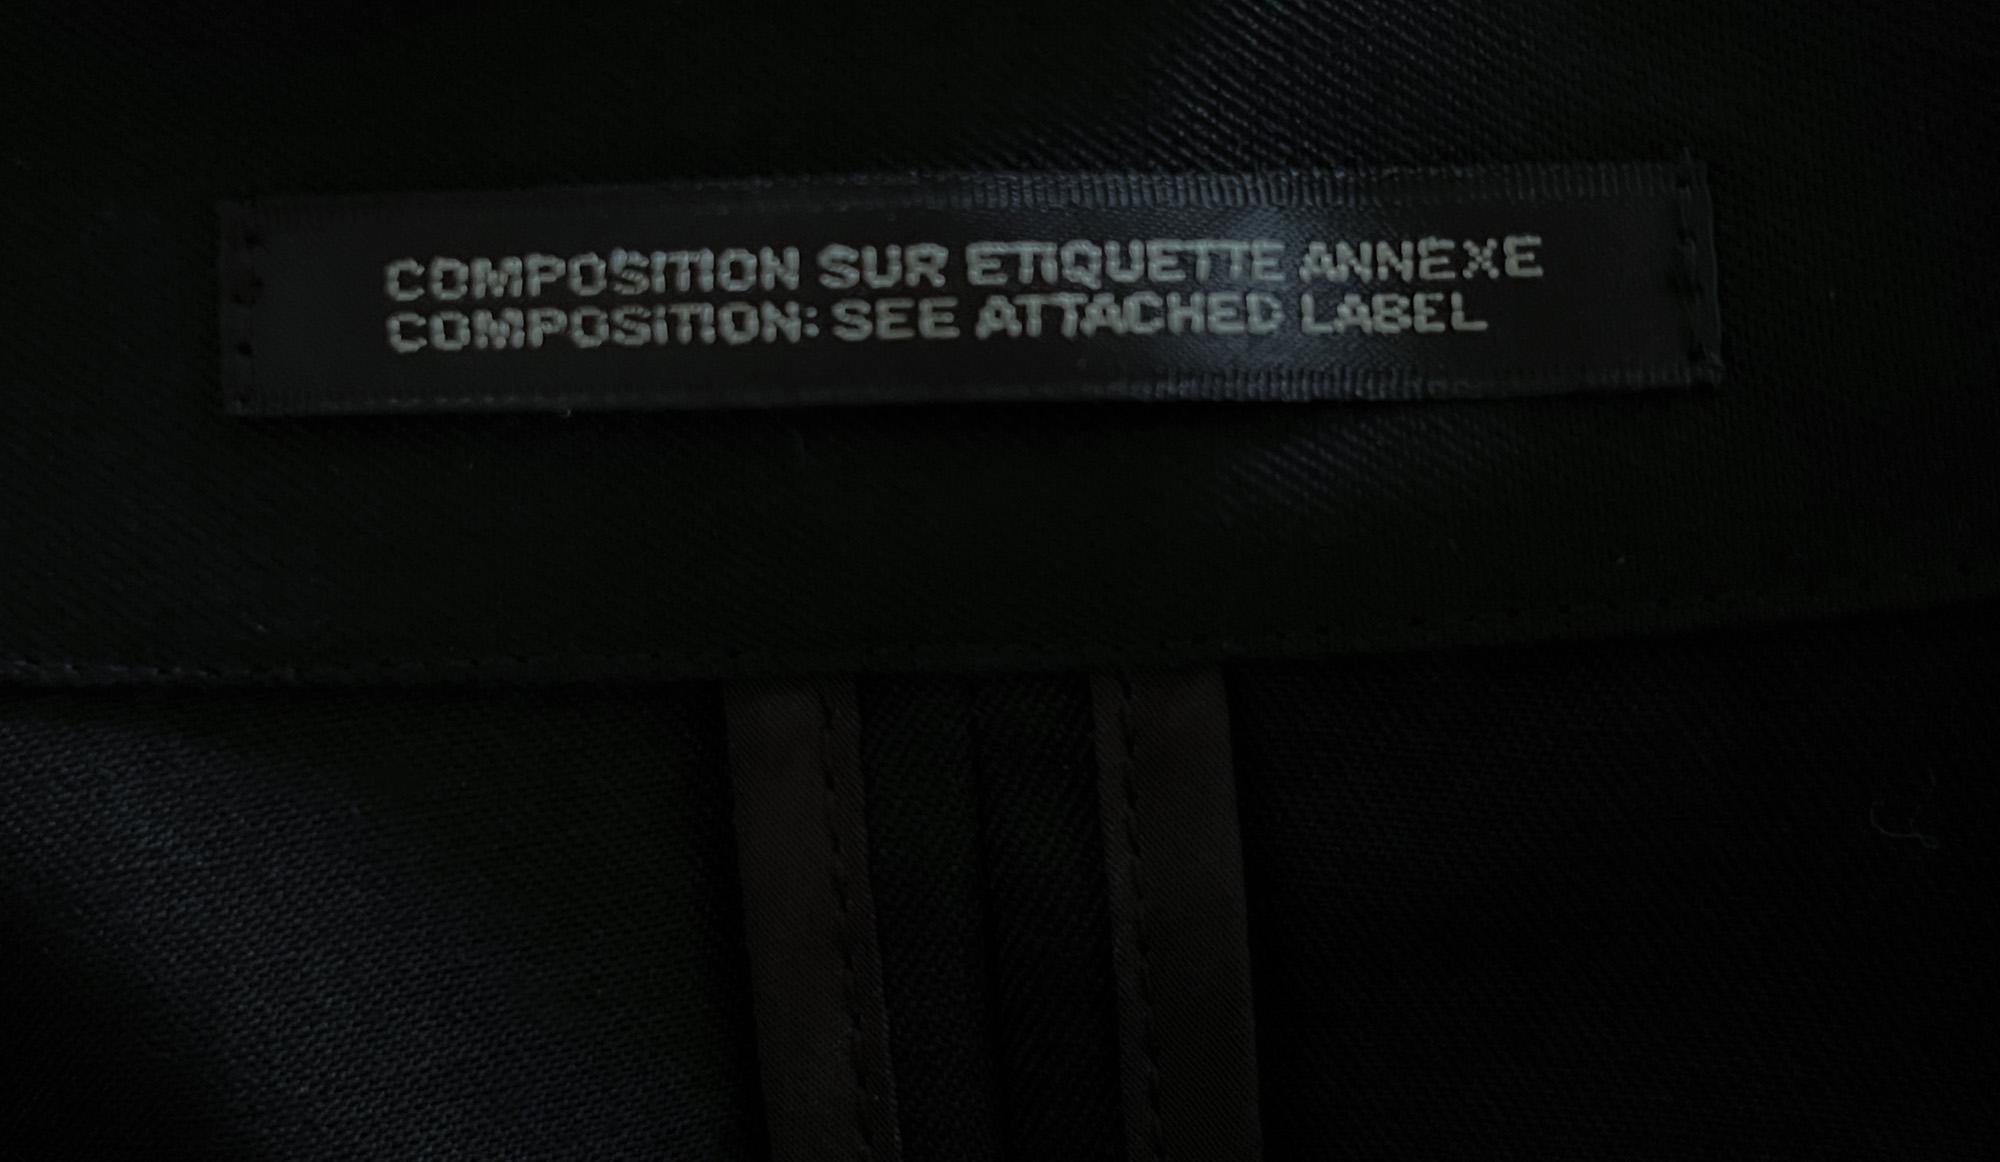 COMPOSITION SUR ETIQUETTE ANNEXE
COMPOSITION: SEE ATTACHED LABEL